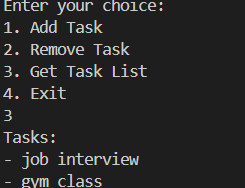 Enter your choice:
1. Add Task
2. Remove Task
3. Get Task List
4. Exit
3
Tasks:
- job interview
- gym class